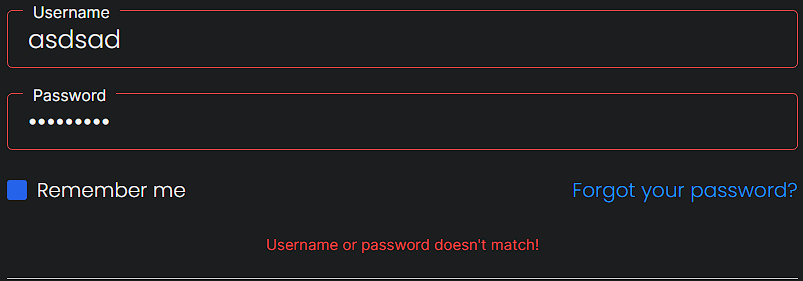 Username
asdsad
Password
•••••••••
Remember me
Forgot your password?
Username or password doesn't match!